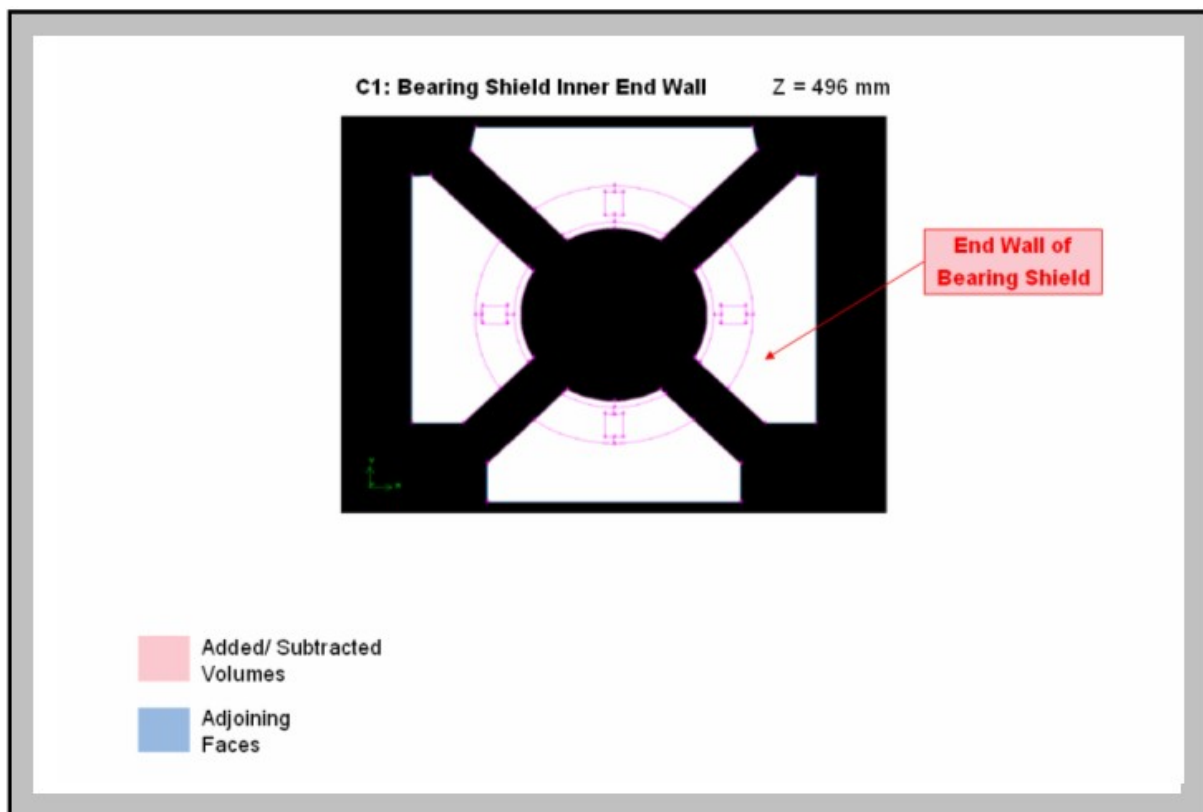 C1: Bearing Shield Inner End Wall Z = 496 mm
End Wall of
Bearing Shield
Added/ Subtracted
Volumes
Adjoining
Faces